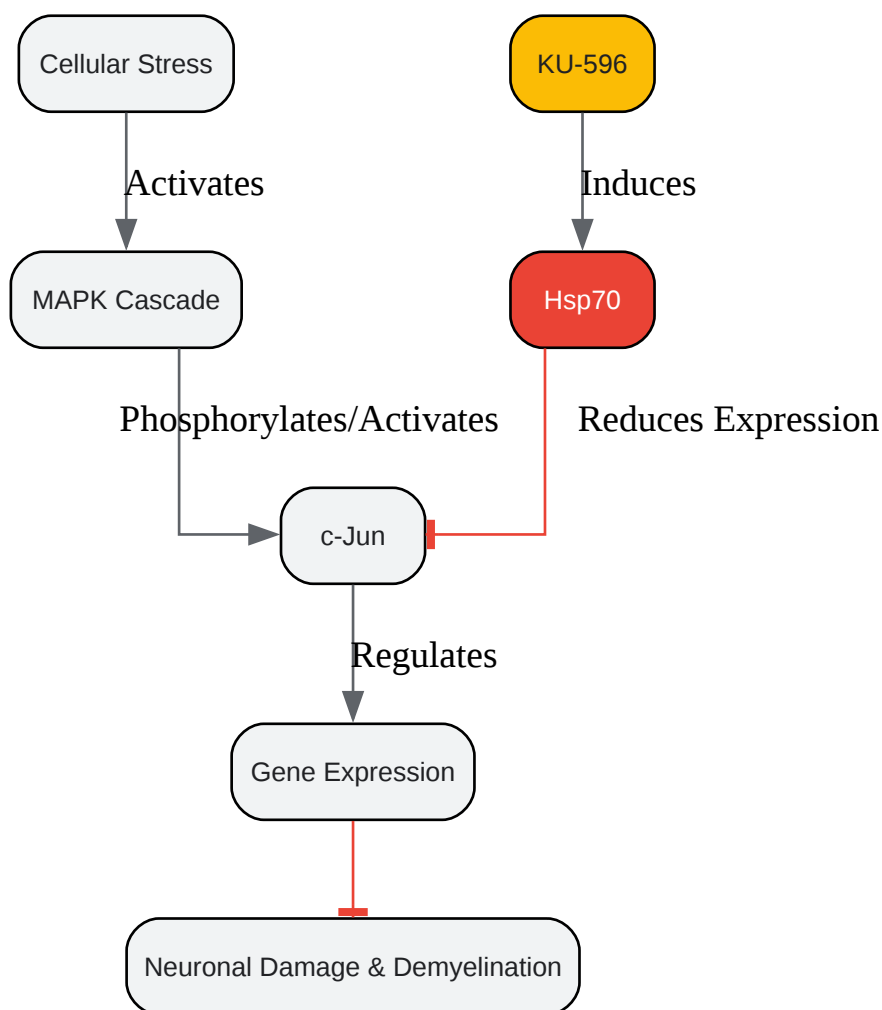 Cellular Stress
KU-596
Activates
Induces
MAPK Cascade
Hsp70
Phosphorylates/Activates
Reduces Expression
c-Jun
Regulates
Gene Expression
Neuronal Damage & Demyelination